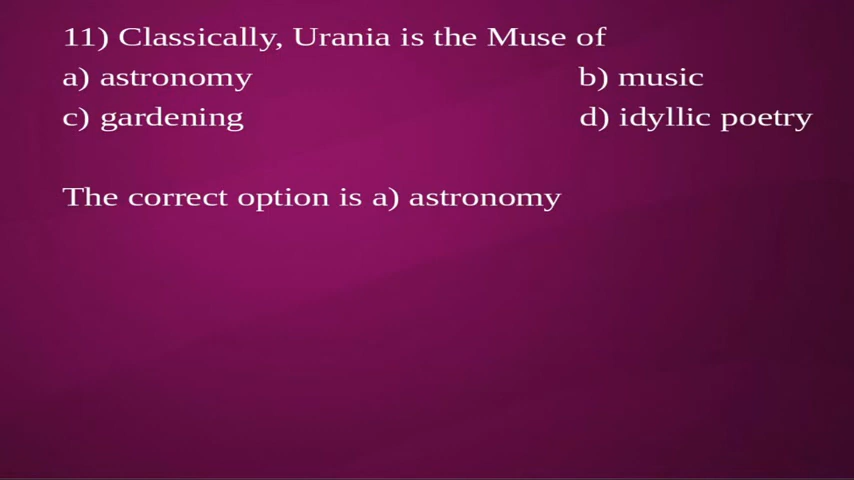 11) Classically, Urania is the Muse of
a) astronomy b) music
c) gardening d) idyllic poetry
The correct option is a) astronomy